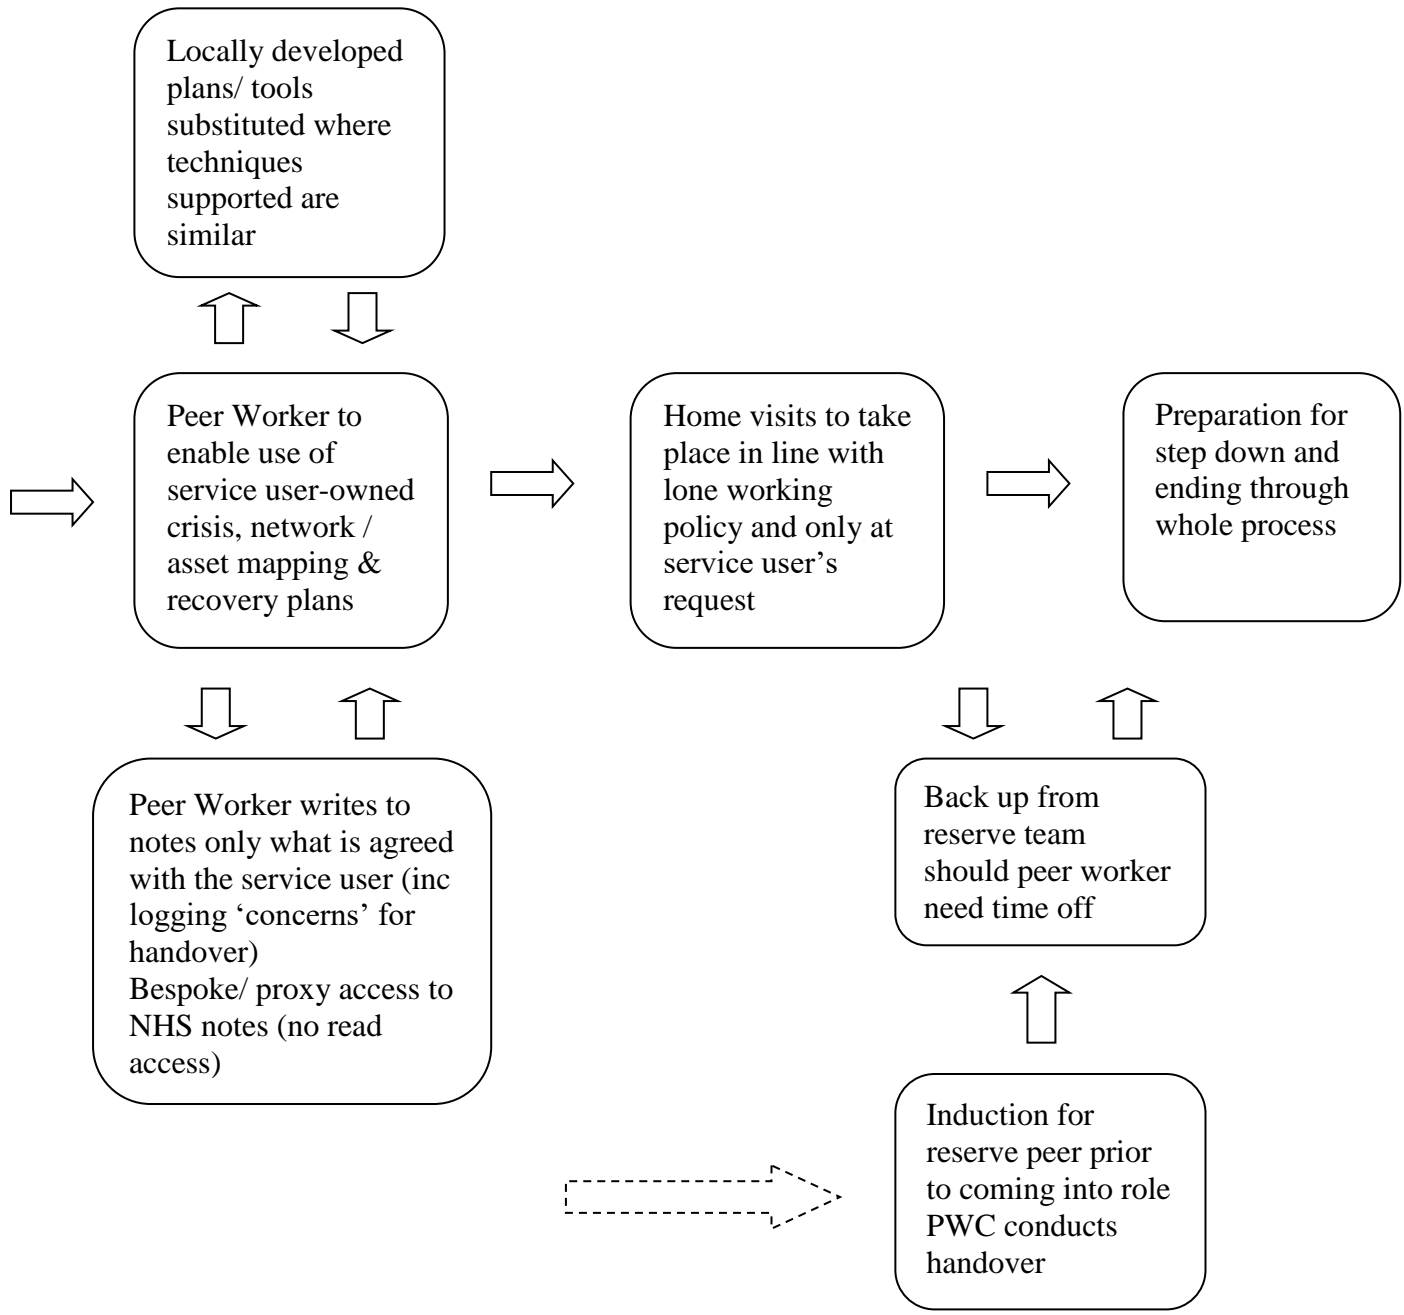 Locally developed
plans/ tools
substituted where
techniques
supported are
similar
Peer Worker to
enable use of
service user-owned
crisis, network /
asset mapping &
recovery plans
Home visits to take
place in line with
lone working
policy and only at
service user’s
request
Preparation for
step down and
ending through
whole process
Peer Worker writes to
notes only what is agreed
with the service user (inc
logging ‘concerns’ for
handover)
Bespoke/ proxy access to
NHS notes (no read
access)
Back up from
reserve team
should peer worker
need time off
Induction for
reserve peer prior
to coming into role
PWC conducts
handover